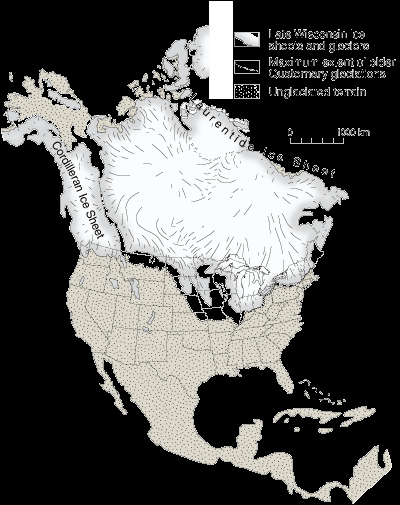 Late Wisconsin ice
sheets and glaciers
Maximum extent of older
Quaternary glaciations
Unglaciated terrain
0 1000 km
Laurentide Ice Sheet
Cordilleran Ice Sheet